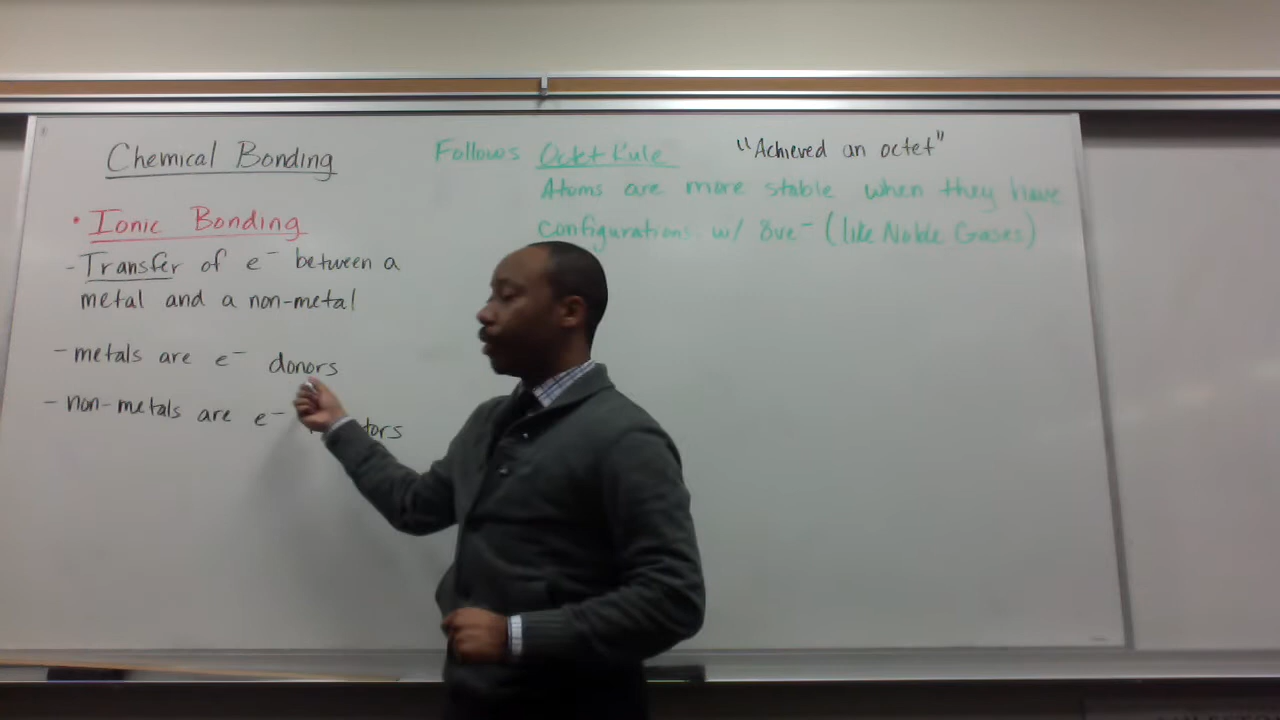 Chemical Bonding
• Ionic Bonding
- Transfer of e⁻ between a
metal and a non-metal
- metals are e⁻ donors
- non-metals are e⁻
Follows Octet Rule
"Achieved an octet"
Atoms are more stable when they have
configurations w/ 8ve⁻ (like Noble Gases)